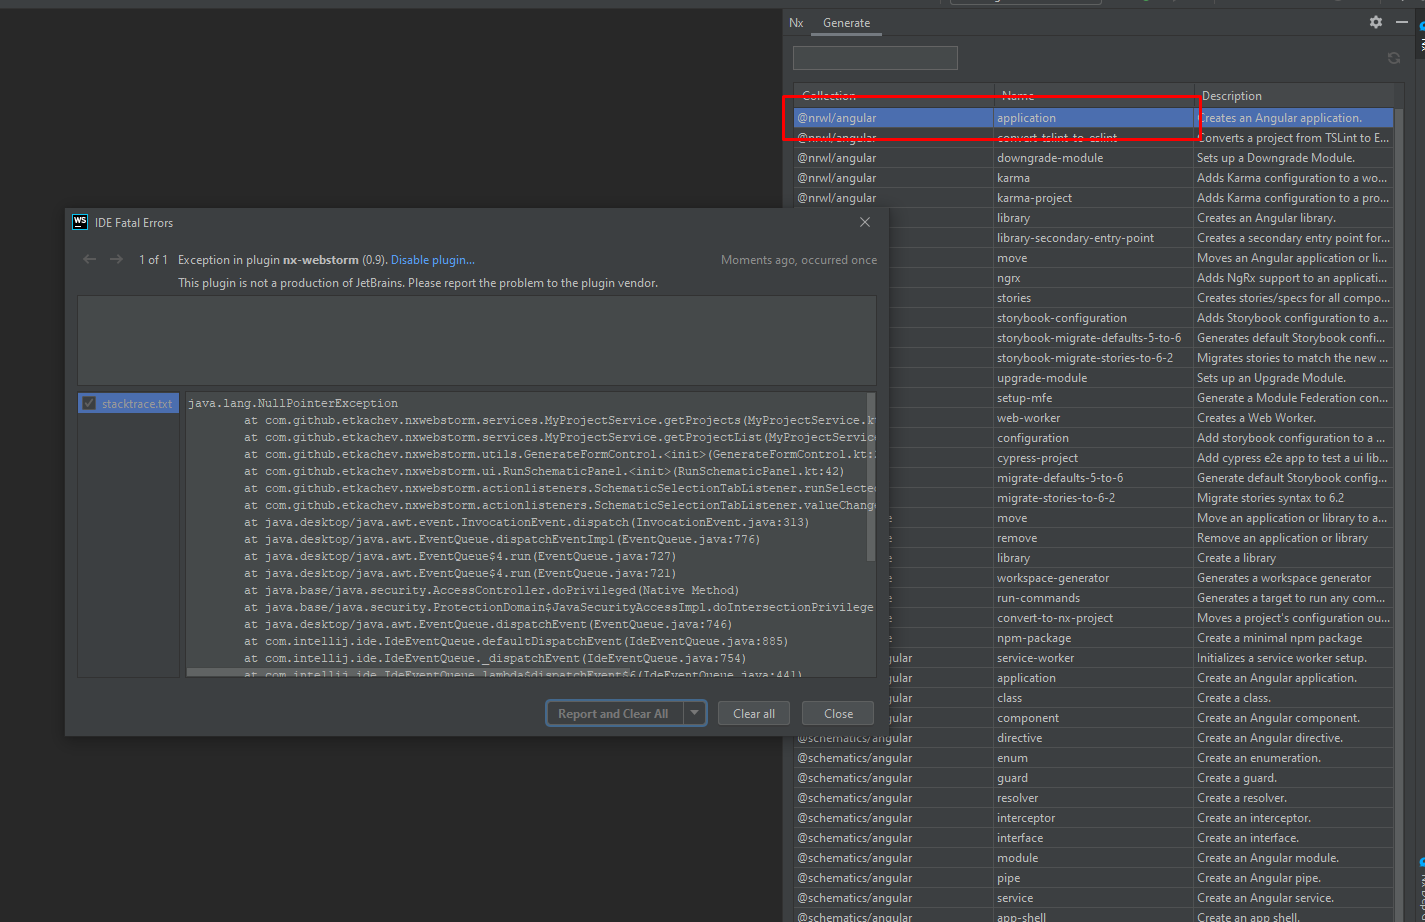 Nx Generate
Collection Name Description
@nrwl/angular application Creates an Angular application.
@nrwl/angular convert-tslint-to-eslint Converts a project from TSLint to E...
@nrwl/angular downgrade-module Sets up a Downgrade Module.
@nrwl/angular karma Adds Karma configuration to a wo...
@nrwl/angular karma-project Adds Karma configuration to a pro...
library Creates an Angular library.
library-secondary-entry-point Creates a secondary entry point for...
move Moves an Angular application or li...
ngrx Adds NgRx support to an applicati...
stories Creates stories/specs for all compo...
storybook-configuration Adds Storybook configuration to a...
storybook-migrate-defaults-5-to-6 Generates default Storybook confi...
storybook-migrate-stories-to-6-2 Migrates stories to match the new ...
upgrade-module Sets up an Upgrade Module.
setup-mfe Generate a Module Federation con...
web-worker Creates a Web Worker.
configuration Add storybook configuration to a ...
cypress-project Add cypress e2e app to test a ui lib...
migrate-defaults-5-to-6 Generate default Storybook config...
migrate-stories-to-6-2 Migrate stories syntax to 6.2
e move Move an application or library to a...
e remove Remove an application or library
e library Create a library
e workspace-generator Generates a workspace generator
e run-commands Generates a target to run any com...
e convert-to-nx-project Moves a project's configuration ou...
e npm-package Create a minimal npm package
gular service-worker Initializes a service worker setup.
gular application Create an Angular application.
gular class Create a class.
gular component Create an Angular component.
@schematics/angular directive Create an Angular directive.
@schematics/angular enum Create an enumeration.
@schematics/angular guard Create a guard.
@schematics/angular resolver Create a resolver.
@schematics/angular interceptor Create an interceptor.
@schematics/angular interface Create an interface.
@schematics/angular module Create an Angular module.
@schematics/angular pipe Create an Angular pipe.
@schematics/angular service Create an Angular service.
@schematics/angular app-shell Create an app shell.
WS IDE Fatal Errors
1 of 1 Exception in plugin nx-webstorm (0.9). Disable plugin... Moments ago, occurred once
This plugin is not a production of JetBrains. Please report the problem to the plugin vendor.
stacktrace.txt
java.lang.NullPointerException
at com.github.etkachev.nxwebstorm.services.MyProjectService.getProjects(MyProjectService.k
at com.github.etkachev.nxwebstorm.services.MyProjectService.getProjectList(MyProjectServic
at com.github.etkachev.nxwebstorm.utils.GenerateFormControl.<init>(GenerateFormControl.kt:
at com.github.etkachev.nxwebstorm.ui.RunSchematicPanel.<init>(RunSchematicPanel.kt:42)
at com.github.etkachev.nxwebstorm.actionlisteners.SchematicSelectionTabListener.runSelecte
at com.github.etkachev.nxwebstorm.actionlisteners.SchematicSelectionTabListener.valueChang
at java.desktop/java.awt.event.InvocationEvent.dispatch(InvocationEvent.java:313)
at java.desktop/java.awt.EventQueue.dispatchEventImpl(EventQueue.java:776)
at java.desktop/java.awt.EventQueue$4.run(EventQueue.java:727)
at java.desktop/java.awt.EventQueue$4.run(EventQueue.java:721)
at java.base/java.security.AccessController.doPrivileged(Native Method)
at java.base/java.security.ProtectionDomain$JavaSecurityAccessImpl.doIntersectionPrivilege
at java.desktop/java.awt.EventQueue.dispatchEvent(EventQueue.java:746)
at com.intellij.ide.IdeEventQueue.defaultDispatchEvent(IdeEventQueue.java:885)
at com.intellij.ide.IdeEventQueue._dispatchEvent(IdeEventQueue.java:754)
at com.intellij.ide.IdeEventQueue.lambda$dispatchEvent$6(IdeEventQueue.java:441)
Report and Clear All Clear all Close